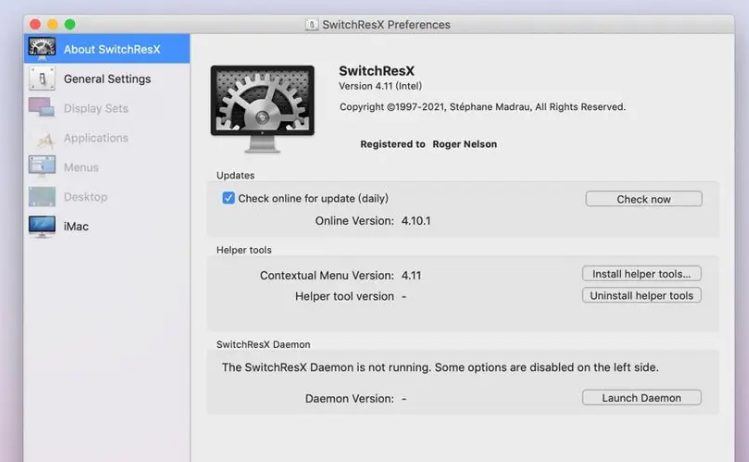 SwitchResX Preferences
About SwitchResX
General Settings
Display Sets
Applications
Menus
Desktop
iMac
SwitchResX
Version 4.11 (Intel)
Copyright ©1997-2021, Stéphane Madrau, All Rights Reserved.
Registered to Roger Nelson
Updates
Check online for update (daily)
Check now
Online Version: 4.10.1
Helper tools
Contextual Menu Version: 4.11
Install helper tools...
Helper tool version -
Uninstall helper tools
SwitchResX Daemon
The SwitchResX Daemon is not running. Some options are disabled on the left side.
Daemon Version: -
Launch Daemon